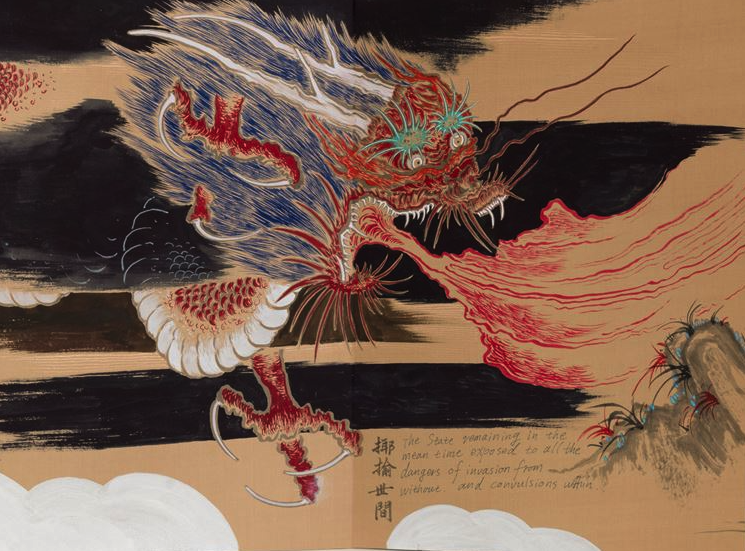 揶揄世間
The State remaining in the
mean time exposed to all the
dangers of invasion from
without. and convulsions within.